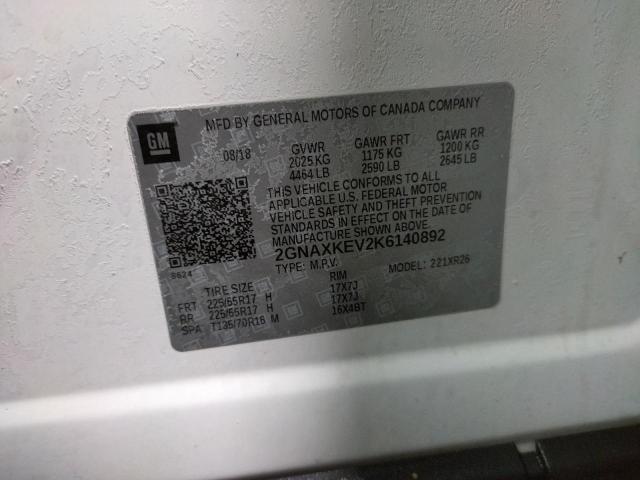 MFD BY GENERAL MOTORS OF CANADA COMPANY
GM
08/18 GVWR GAWR FRT GAWR RR
2025 KG 1175 KG 1200 KG
4464 LB 2590 LB 2645 LB
THIS VEHICLE CONFORMS TO ALL
APPLICABLE U.S. FEDERAL MOTOR
VEHICLE SAFETY AND THEFT PREVENTION
STANDARDS IN EFFECT ON THE DATE OF
MANUFACTURE SHOWN ABOVE.
2GNAXKEV2K6140892
S624 TYPE: M.P.V. MODEL: 221XR26
TIRE SIZE RIM
FRT 225/65R17 H 17X7J
RR 225/65R17 H 17X7J
SPA T135/70R16 M 16X4BT